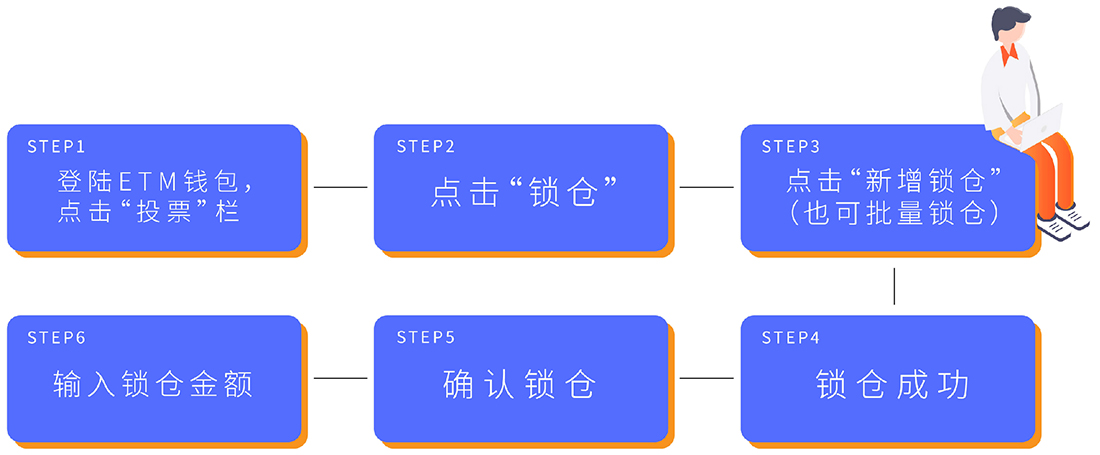 STEP1
登陆ETM钱包，
点击“投票”栏
STEP2
点击“锁仓”
STEP3
点击“新增锁仓”
（也可批量锁仓）
STEP4
锁仓成功
STEP5
确认锁仓
STEP6
输入锁仓金额